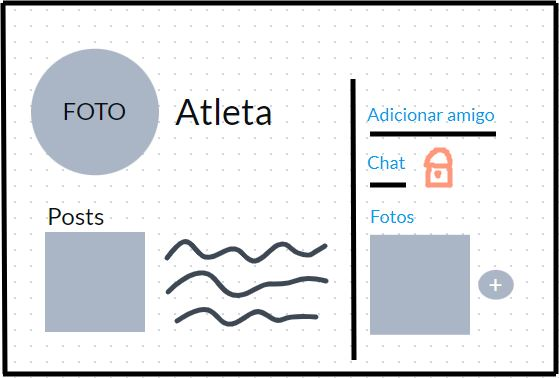 FOTO
Atleta
Adicionar amigo
Chat
Posts
Fotos
+